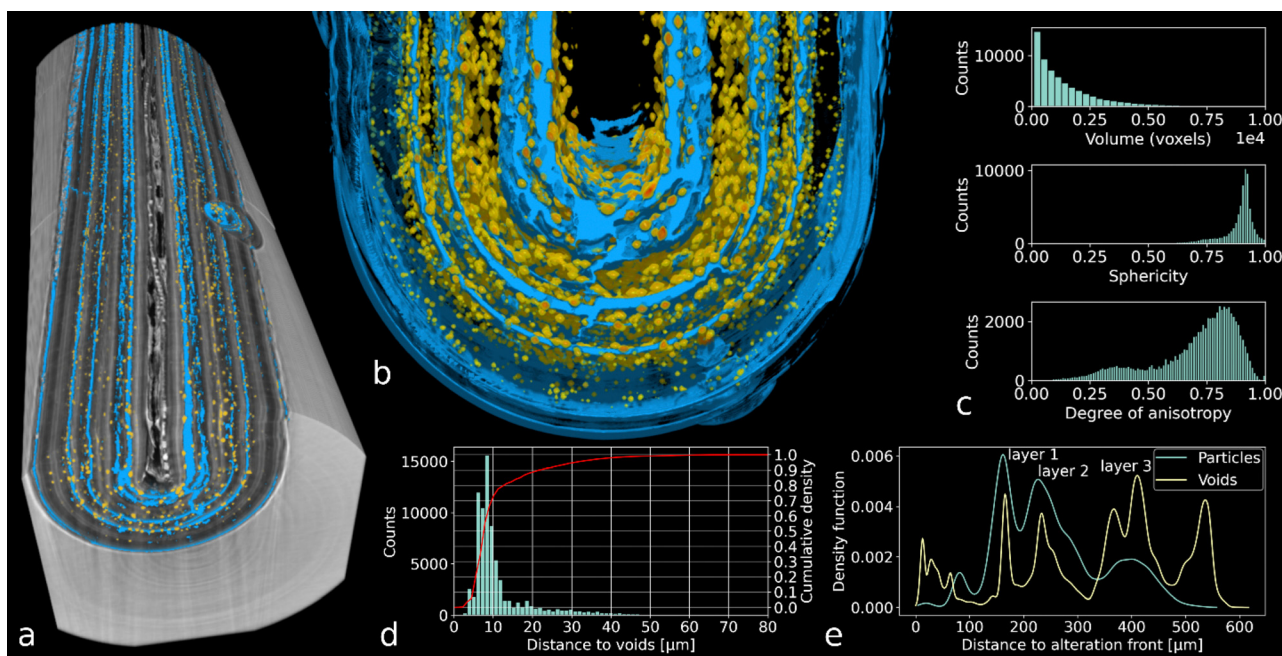 a
b
c
Counts
10000
0
0.00 0.25 0.50 0.75 1.00
Volume (voxels) 1e4
Counts
10000
0
0.00 0.25 0.50 0.75 1.00
Sphericity
Counts
2000
0
0.00 0.25 0.50 0.75 1.00
Degree of anisotropy
d
Counts
15000
10000
5000
0
0 10 20 30 40 50 60 70 80
Distance to voids [µm]
1.0
0.9
0.8
0.7
0.6
0.5
0.4
0.3
0.2
0.1
0.0
Cumulative density
e
Density function
0.006
0.004
0.002
0.000
0 100 200 300 400 500 600
Distance to alteration front [µm]
layer 1
layer 2
layer 3
Particles
Voids